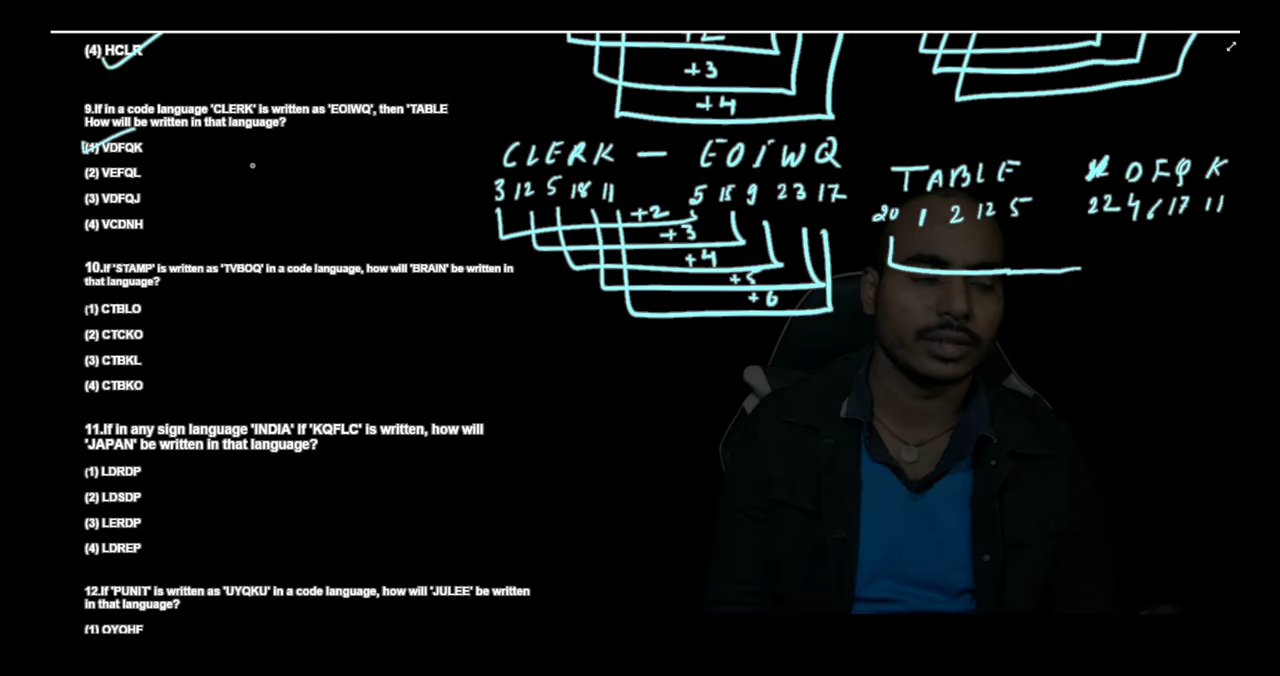 (4) HCLR
+3
+4
9.If in a code language 'CLERK' is written as 'EOIWQ', then 'TABLE
How will be written in that language?
(1) VDFQK
(2) VEFQL
(3) VDFQJ
(4) VCDNH
CLERK — EOIWQ
3 12 5 18 11 5 15 9 23 17
+2
+3
+4
+5
+6
TABLE DFQK
20 1 2 12 5 22 4 6 17 11
10.If 'STAMP' is written as 'TVBOQ' in a code language, how will 'BRAIN' be written in
that language?
(1) CTBLO
(2) CTCKO
(3) CTBKL
(4) CTBKO
11.If in any sign language 'INDIA' if 'KQFLC' is written, how will
'JAPAN' be written in that language?
(1) LDRDP
(2) LDSDP
(3) LERDP
(4) LDREP
12.If 'PUNIT' is written as 'UYQKU' in a code language, how will 'JULEE' be written
in that language?
(1) OYOHF